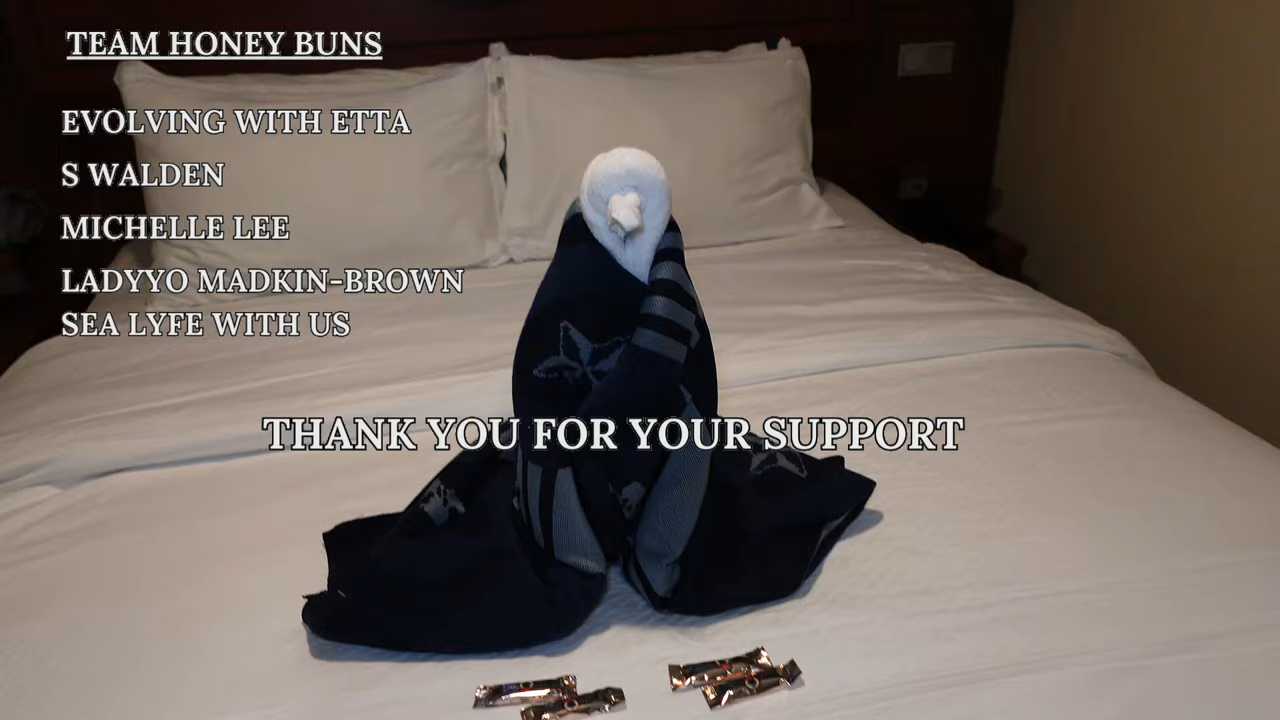 TEAM HONEY BUNS
EVOLVING WITH ETTA
S WALDEN
MICHELLE LEE
LADYYO MADKIN-BROWN
SEA LYFE WITH US
THANK YOU FOR YOUR SUPPORT